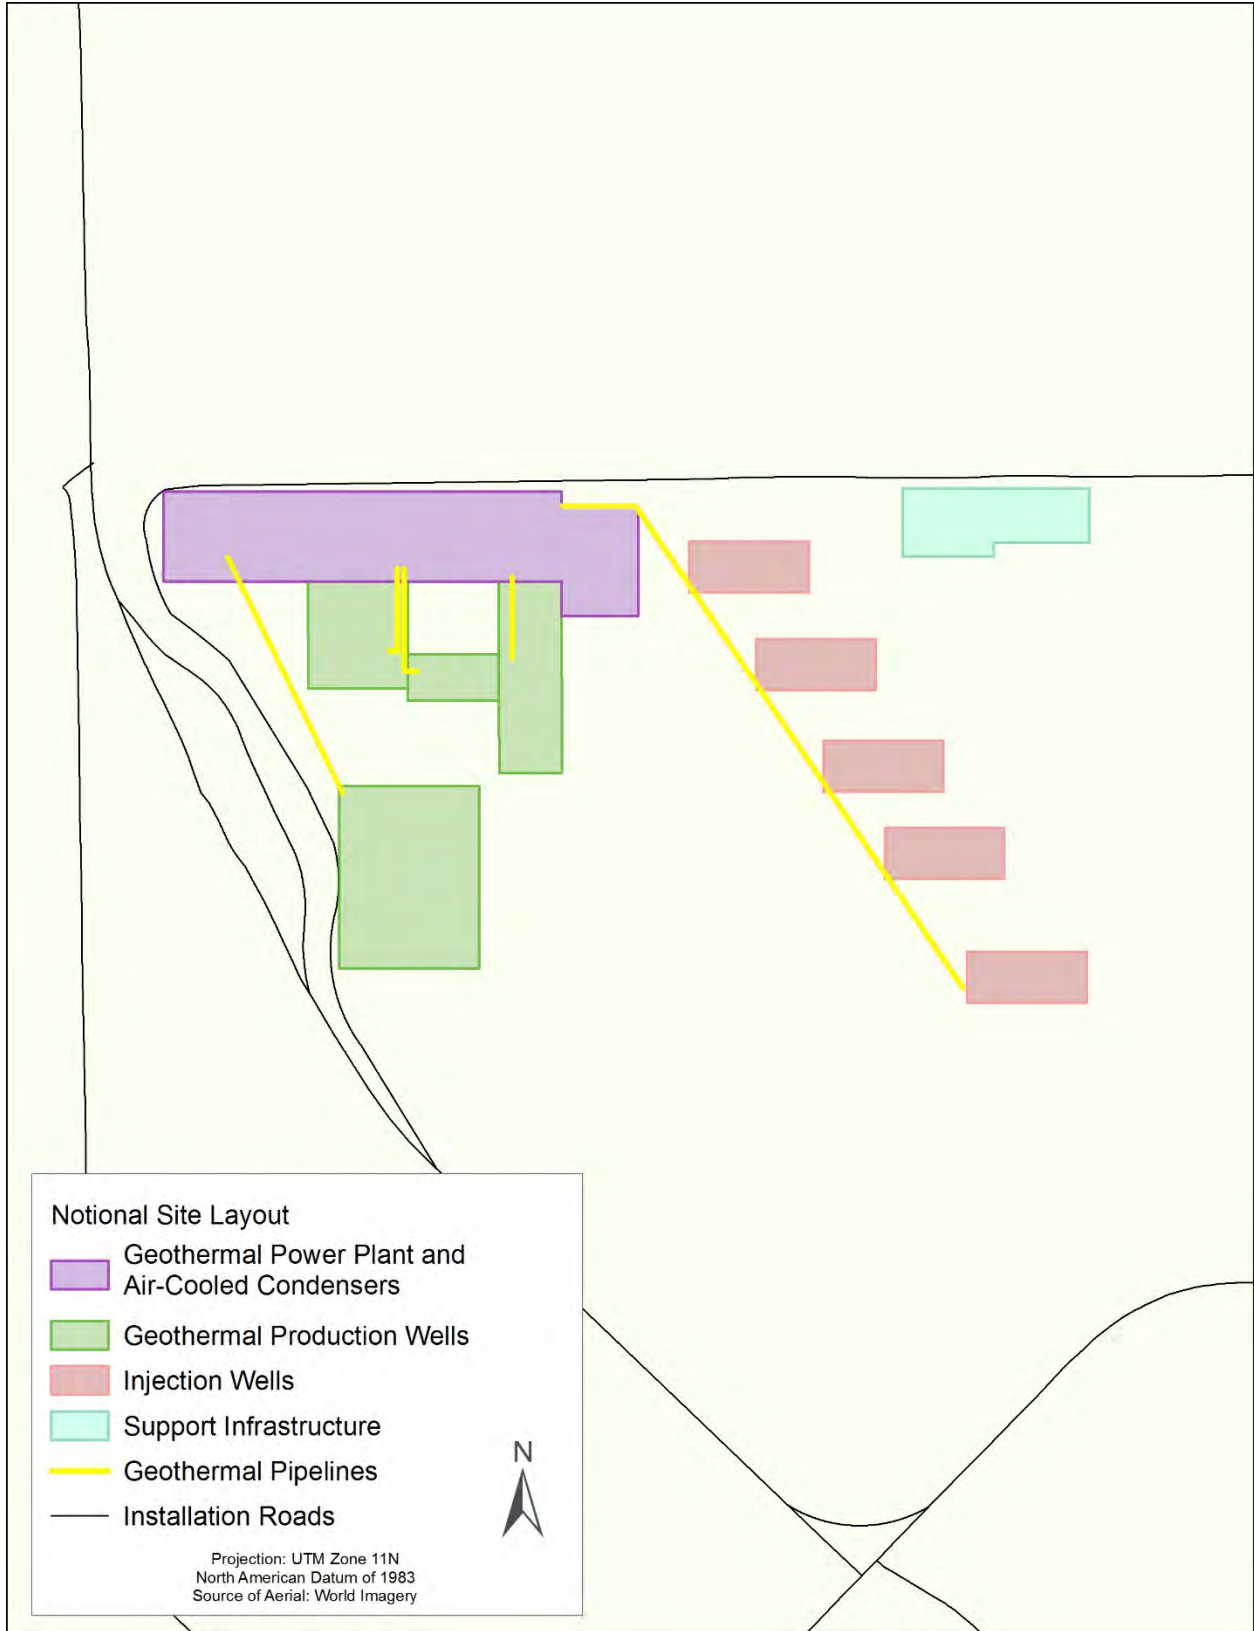 Notional Site Layout
Geothermal Power Plant and
Air-Cooled Condensers
Geothermal Production Wells
Injection Wells
Support Infrastructure
Geothermal Pipelines
Installation Roads
N
Projection: UTM Zone 11N
North American Datum of 1983
Source of Aerial: World Imagery